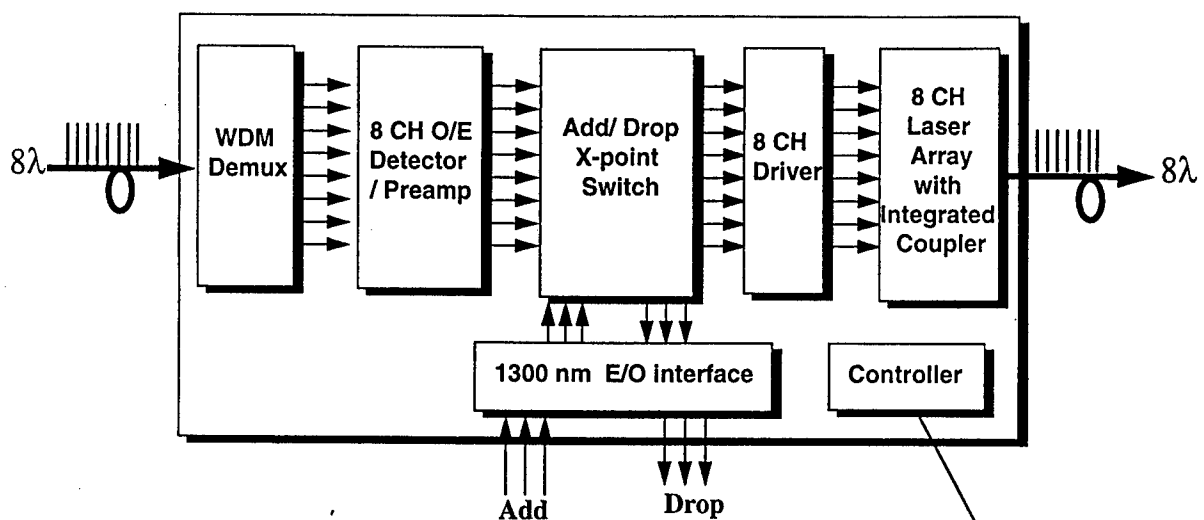 8λ
WDM
Demux
8 CH O/E
Detector
/ Preamp
Add/ Drop
X-point
Switch
8 CH
Driver
8 CH
Laser
Array
with
Integrated
Coupler
8λ
1300 nm E/O interface
Controller
Add
Drop